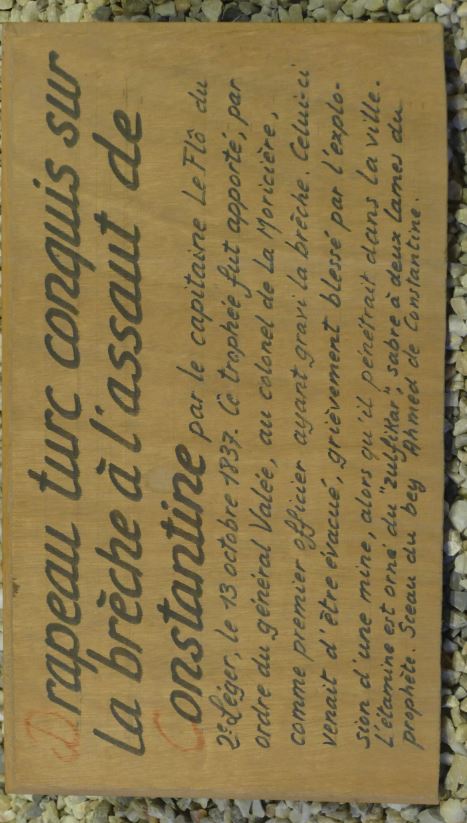 Drapeau turc conquis sur
la brèche à l'assaut de
Constantine par le capitaine Le Flô du
2e Léger, le 13 octobre 1837. Ce trophée fut apporté, par
ordre du général Valée, au colonel de La Moricière,
comme premier officier ayant gravi la brèche. Celui-ci
venait d'être évacué, grièvement blessé par l'explo-
sion d'une mine, alors qu'il pénétrait dans la ville.
L'étamine est orné du "zulfikar", sabre à deux lames du
prophète. Sceau du bey Ahmed de Constantine.